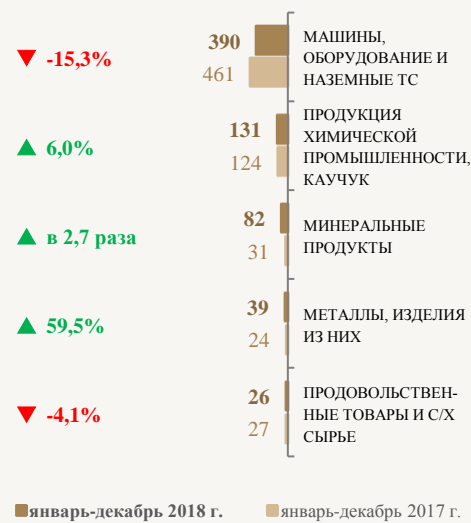 390
461
▼ -15,3%
МАШИНЫ,
ОБОРУДОВАНИЕ И
НАЗЕМНЫЕ ТС
131
124
▲ 6,0%
ПРОДУКЦИЯ
ХИМИЧЕСКОЙ
ПРОМЫШЛЕННОСТИ,
КАУЧУК
82
31
▲ в 2,7 раза
МИНЕРАЛЬНЫЕ
ПРОДУКТЫ
39
24
▲ 59,5%
МЕТАЛЛЫ, ИЗДЕЛИЯ
ИЗ НИХ
26
27
▼ -4,1%
ПРОДОВОЛЬСТВЕН-
НЫЕ ТОВАРЫ И С/Х
СЫРЬЕ
январь-декабрь 2018 г.
январь-декабрь 2017 г.